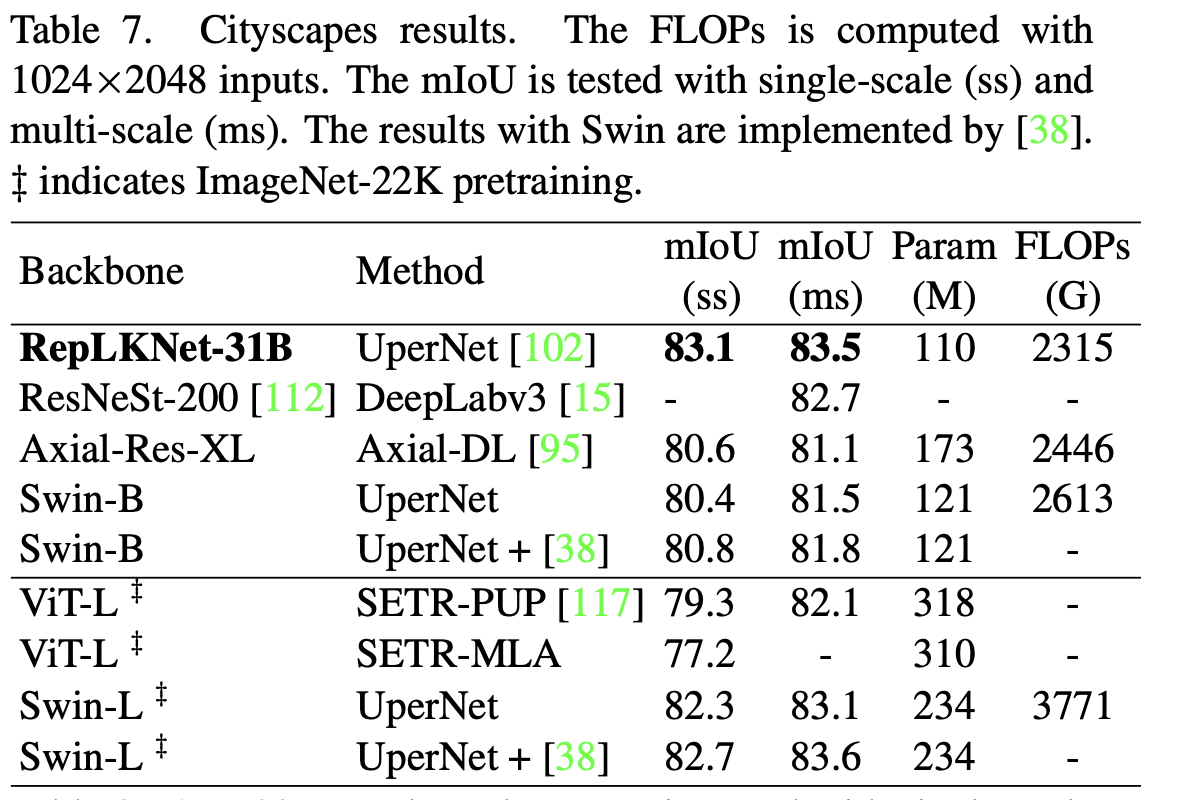 Table 7. Cityscapes results. The FLOPs is computed with
1024×2048 inputs. The mIoU is tested with single-scale (ss) and
multi-scale (ms). The results with Swin are implemented by [38].
‡ indicates ImageNet-22K pretraining.
Backbone Method mIoU (ss) mIoU (ms) Param (M) FLOPs (G)
RepLKNet-31B UperNet [102] 83.1 83.5 110 2315
ResNeSt-200 [112] DeepLabv3 [15] - 82.7 - -
Axial-Res-XL Axial-DL [95] 80.6 81.1 173 2446
Swin-B UperNet 80.4 81.5 121 2613
Swin-B UperNet + [38] 80.8 81.8 121 -
ViT-L ‡ SETR-PUP [117] 79.3 82.1 318 -
ViT-L ‡ SETR-MLA 77.2 - 310 -
Swin-L ‡ UperNet 82.3 83.1 234 3771
Swin-L ‡ UperNet + [38] 82.7 83.6 234 -